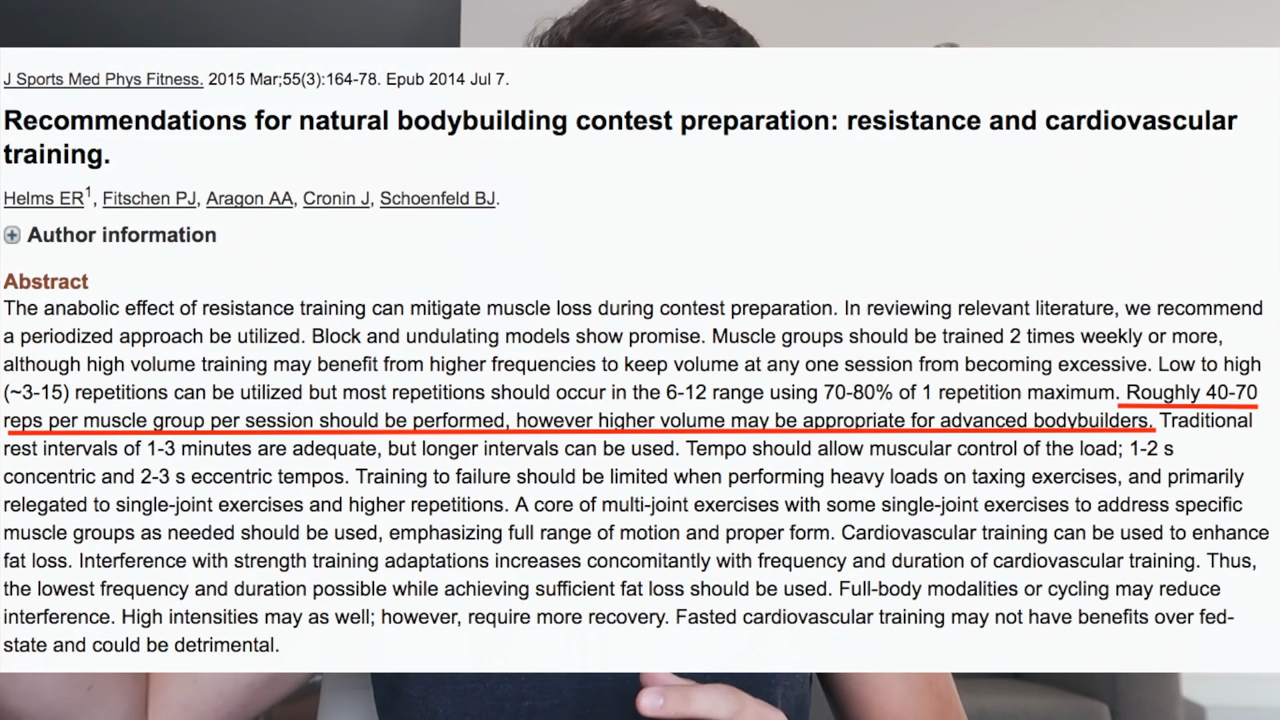 J Sports Med Phys Fitness. 2015 Mar;55(3):164-78. Epub 2014 Jul 7.
Recommendations for natural bodybuilding contest preparation: resistance and cardiovascular
training.
Helms ER1, Fitschen PJ, Aragon AA, Cronin J, Schoenfeld BJ.
Author information
Abstract
The anabolic effect of resistance training can mitigate muscle loss during contest preparation. In reviewing relevant literature, we recommend
a periodized approach be utilized. Block and undulating models show promise. Muscle groups should be trained 2 times weekly or more,
although high volume training may benefit from higher frequencies to keep volume at any one session from becoming excessive. Low to high
(~3-15) repetitions can be utilized but most repetitions should occur in the 6-12 range using 70-80% of 1 repetition maximum. Roughly 40-70
reps per muscle group per session should be performed, however higher volume may be appropriate for advanced bodybuilders. Traditional
rest intervals of 1-3 minutes are adequate, but longer intervals can be used. Tempo should allow muscular control of the load; 1-2 s
concentric and 2-3 s eccentric tempos. Training to failure should be limited when performing heavy loads on taxing exercises, and primarily
relegated to single-joint exercises and higher repetitions. A core of multi-joint exercises with some single-joint exercises to address specific
muscle groups as needed should be used, emphasizing full range of motion and proper form. Cardiovascular training can be used to enhance
fat loss. Interference with strength training adaptations increases concomitantly with frequency and duration of cardiovascular training. Thus,
the lowest frequency and duration possible while achieving sufficient fat loss should be used. Full-body modalities or cycling may reduce
interference. High intensities may as well; however, require more recovery. Fasted cardiovascular training may not have benefits over fed-
state and could be detrimental.